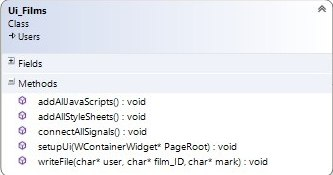 Ui_Films
Class
Users
Fields
Methods
addAllJavaScripts() : void
addAllStyleSheets() : void
connectAllSignals() : void
setupUi(WContainerWidget* PageRoot) : void
writeFile(char* user, char* film_ID, char* mark) : void